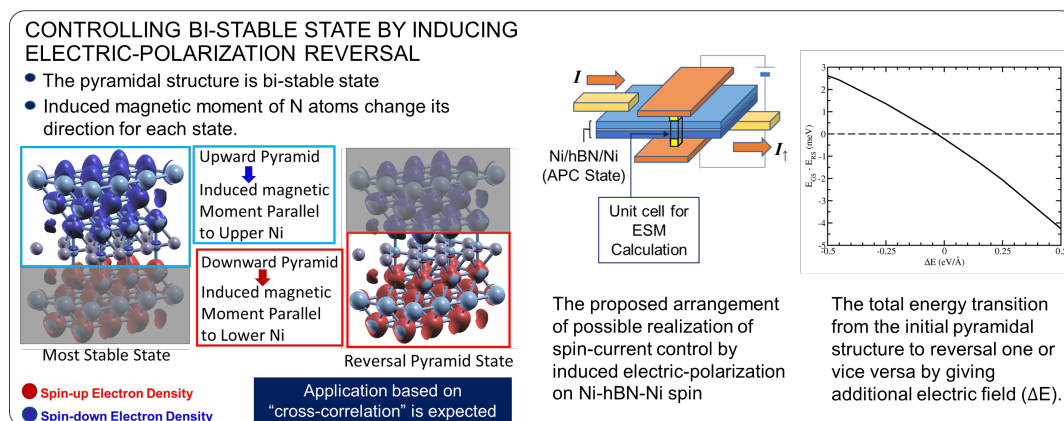 CONTROLLING BI-STABLE STATE BY INDUCING
ELECTRIC-POLARIZATION REVERSAL
● The pyramidal structure is bi-stable state
● Induced magnetic moment of N atoms change its
direction for each state.
Upward Pyramid
Induced magnetic
Moment Parallel
to Upper Ni
Downward Pyramid
Induced magnetic
Moment Parallel
to Lower Ni
Most Stable State
Reversal Pyramid State
Spin-up Electron Density
Spin-down Electron Density
Application based on
“cross-correlation” is expected
I
Ni/hBN/Ni
(APC State)
I↑
Unit cell for
ESM
Calculation
The proposed arrangement
of possible realization of
spin-current control by
induced electric-polarization
on Ni-hBN-Ni spin
3
2
1
0
-1
-2
-3
-4
-5
E_GS - E_RS (meV)
-0.5
-0.25
0
0.25
ΔE (eV/Å)
The total energy transition
from the initial pyramidal
structure to reversal one or
vice versa by giving
additional electric field (ΔE).